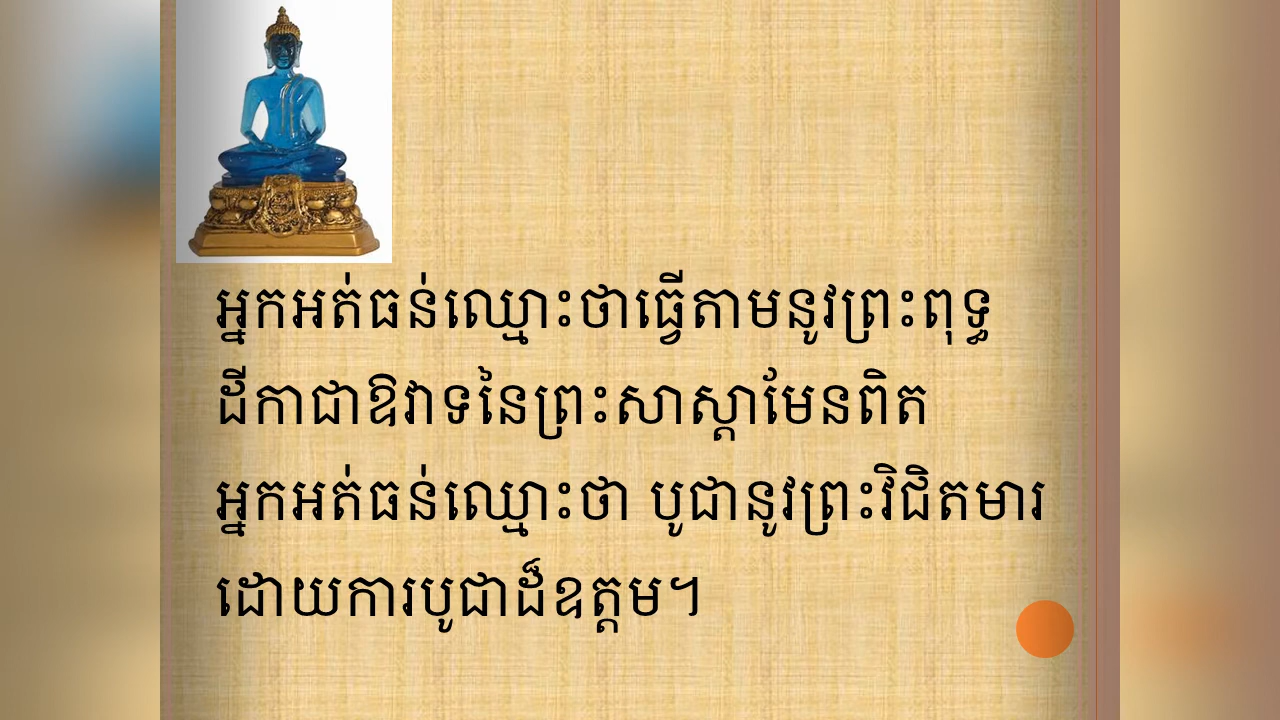 អ្នកអត់ធន់ឈ្មោះថាធ្វើតាមនូវព្រះពុទ្ធ
ដីកាជាឱវាទនៃព្រះសាស្តាមែនពិត
អ្នកអត់ធន់ឈ្មោះថា បូជានូវព្រះវិជិតមារ
ដោយការបូជាដ៏ឧត្តម។